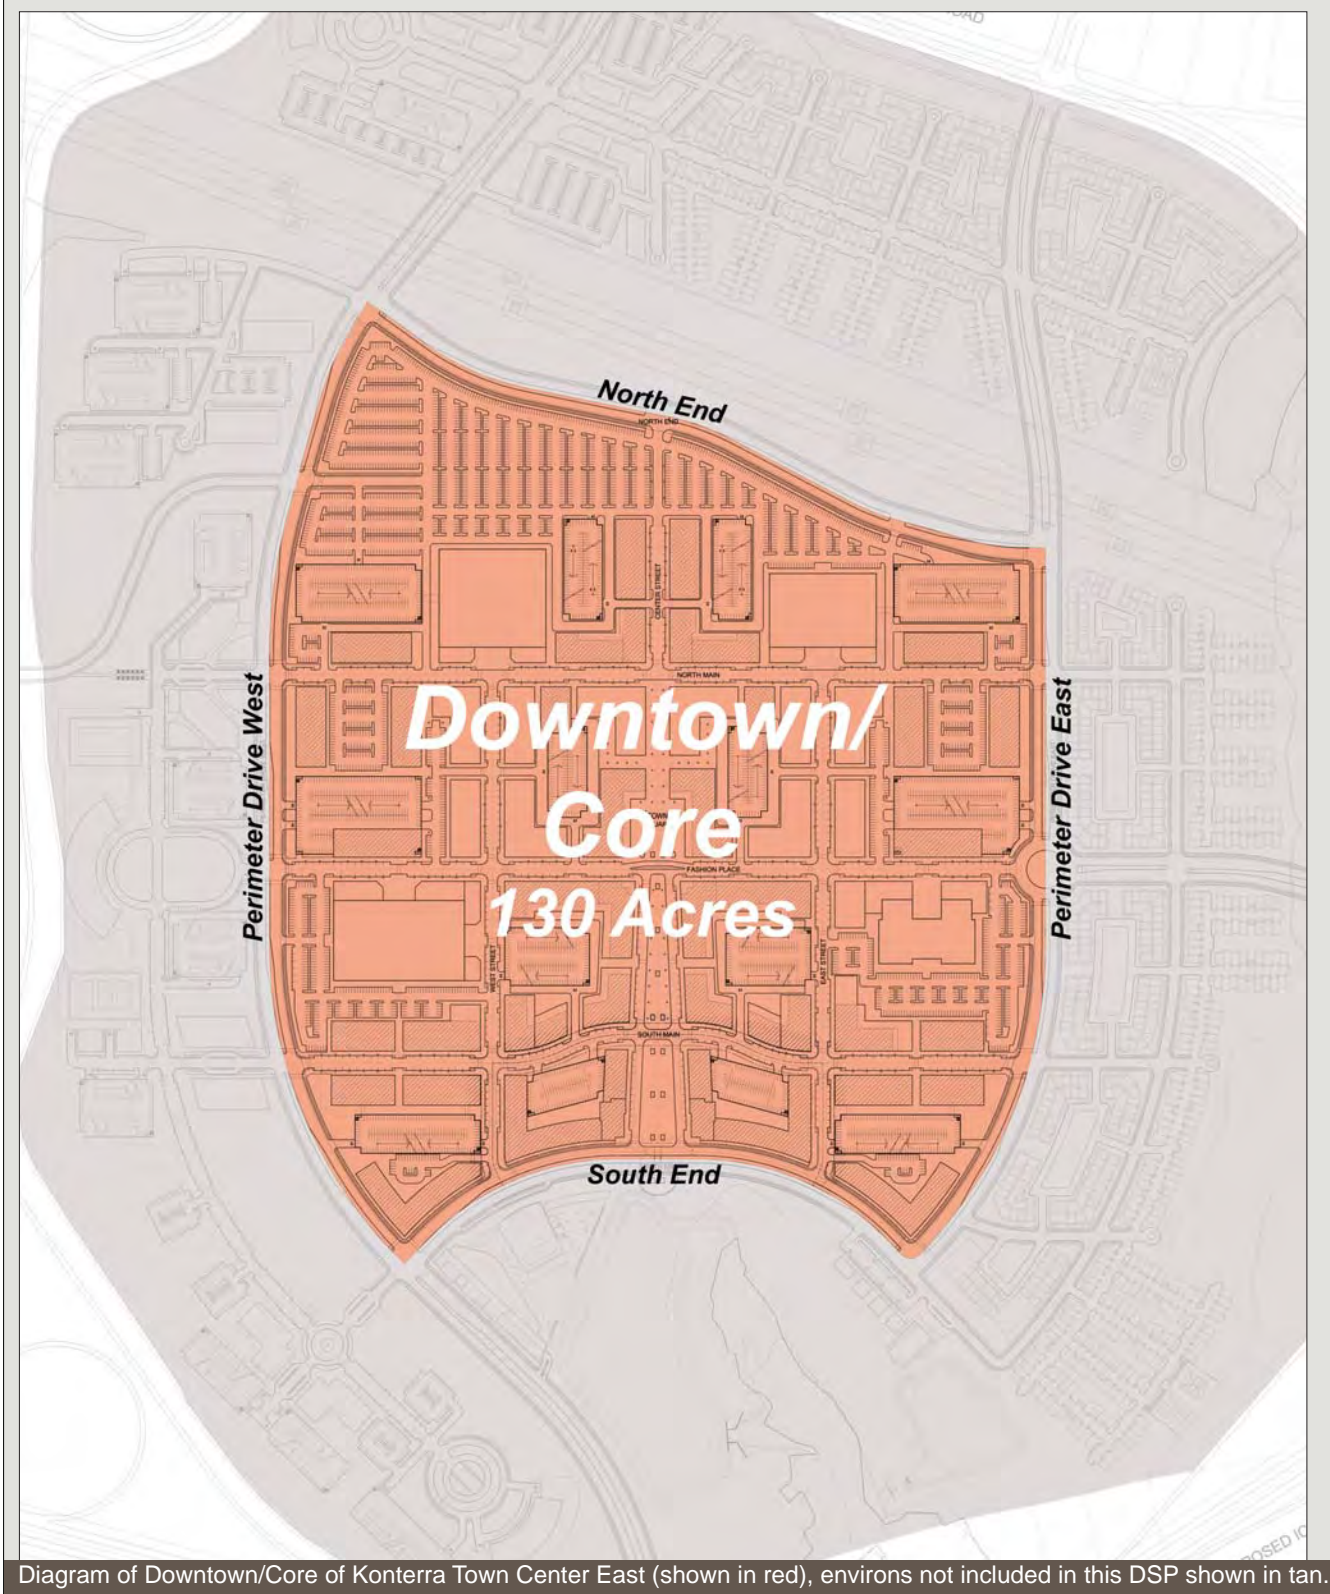 North End
NORTH END
CENTER STREET
NORTH MAIN
Downtown/
Core
130 Acres
Perimeter Drive West
Perimeter Drive East
FASHION PLACE
WEST STREET
EAST STREET
SOUTH MAIN
South End
Diagram of Downtown/Core of Konterra Town Center East (shown in red), environs not included in this DSP shown in tan.